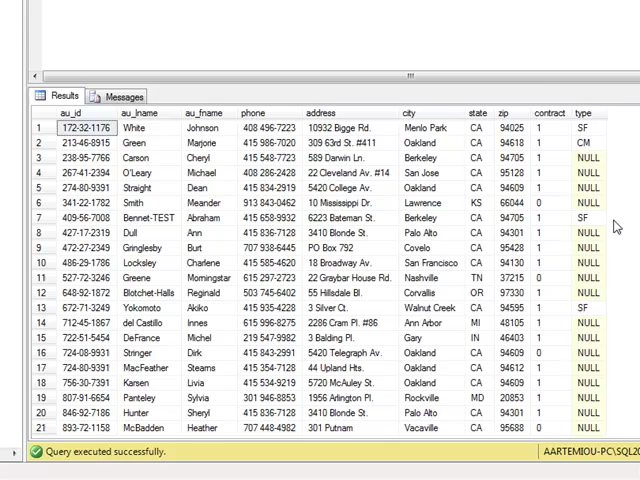 Results Messages
au_id au_lname au_fname phone address city state zip contract type
1 172-32-1176 White Johnson 408 496-7223 10932 Bigge Rd. Menlo Park CA 94025 1 SF
2 213-46-8915 Green Marjorie 415 986-7020 309 63rd St. #411 Oakland CA 94618 1 CM
3 238-95-7766 Carson Cheryl 415 548-7723 589 Darwin Ln. Berkeley CA 94705 1 NULL
4 267-41-2394 O'Leary Michael 408 286-2428 22 Cleveland Av. #14 San Jose CA 95128 1 NULL
5 274-80-9391 Straight Dean 415 834-2919 5420 College Av. Oakland CA 94609 1 NULL
6 341-22-1782 Smith Meander 913 843-0462 10 Mississippi Dr. Lawrence KS 66044 0 NULL
7 409-56-7008 Bennet-TEST Abraham 415 658-9932 6223 Bateman St. Berkeley CA 94705 1 SF
8 427-17-2319 Dull Ann 415 836-7128 3410 Blonde St. Palo Alto CA 94301 1 NULL
9 472-27-2349 Gringlesby Burt 707 938-6445 PO Box 792 Covelo CA 95428 1 NULL
10 486-29-1786 Locksley Charlene 415 585-4620 18 Broadway Av. San Francisco CA 94130 1 NULL
11 527-72-3246 Greene Morningstar 615 297-2723 22 Graybar House Rd. Nashville TN 37215 0 NULL
12 648-92-1872 Blotchet-Halls Reginald 503 745-6402 55 Hillsdale Bl. Corvallis OR 97330 1 NULL
13 672-71-3249 Yokomoto Akiko 415 935-4228 3 Silver Ct. Walnut Creek CA 94595 1 SF
14 712-45-1867 del Castillo Innes 615 996-8275 2286 Cram Pl. #86 Ann Arbor MI 48105 1 NULL
15 722-51-5454 DeFrance Michel 219 547-9982 3 Balding Pl. Gary IN 46403 1 NULL
16 724-08-9931 Stringer Dirk 415 843-2991 5420 Telegraph Av. Oakland CA 94609 0 NULL
17 724-80-9391 MacFeather Stearns 415 354-7128 44 Upland Hts. Oakland CA 94612 1 NULL
18 756-30-7391 Karsen Livia 415 534-9219 5720 McAuley St. Oakland CA 94609 1 NULL
19 807-91-6654 Panteley Sylvia 301 946-8853 1956 Arlington Pl. Rockville MD 20853 1 NULL
20 846-92-7186 Hunter Sheryl 415 836-7128 3410 Blonde St. Palo Alto CA 94301 1 NULL
21 893-72-1158 McBadden Heather 707 448-4982 301 Putnam Vacaville CA 95688 0 NULL
Query executed successfully. AARTEMIOU-PC\SQL20